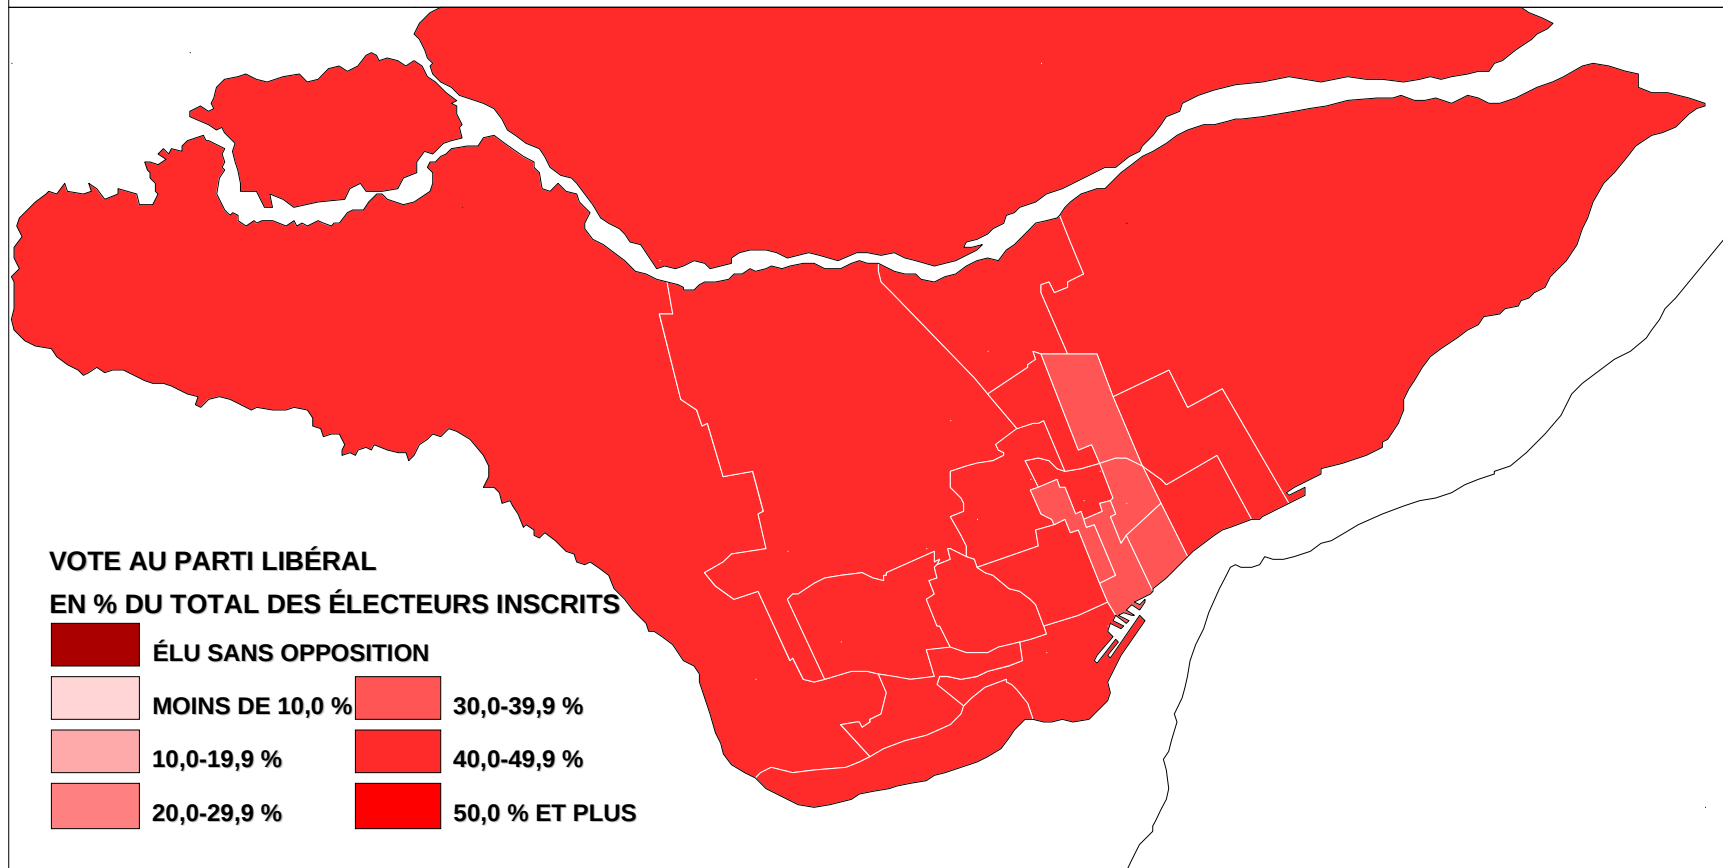 VOTE AU PARTI LIBÉRAL
EN % DU TOTAL DES ÉLECTEURS INSCRITS
ÉLU SANS OPPOSITION
MOINS DE 10,0 %
30,0-39,9 %
10,0-19,9 %
40,0-49,9 %
20,0-29,9 %
50,0 % ET PLUS